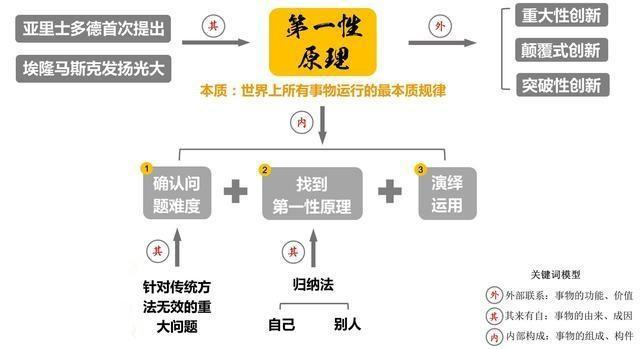 亚里士多德首次提出
其
第一性
原理
外
重大性创新
埃隆马斯克发扬光大
颠覆式创新
突破性创新
本质：世界上所有事物运行的最本质规律
内
1
确认问
题难度
2
找到
第一性原理
3
演绎
运用
其
其
针对传统方
法无效的重
大问题
归纳法
自己
别人
关键词模型
外 外部联系：事物的功能、价值
其 其来有自：事物的由来、成因
内 内部构成：事物的组成、构件